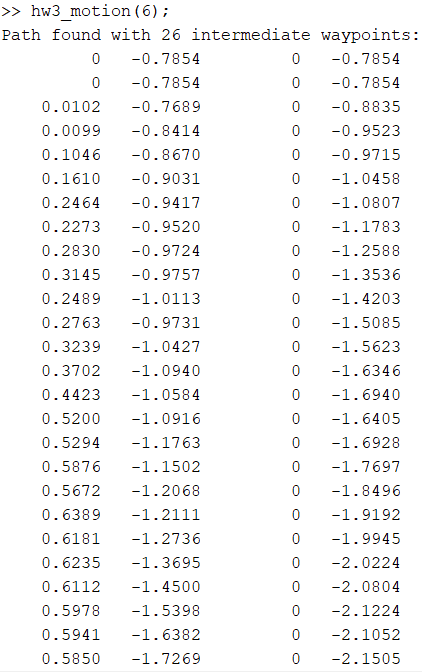 >> hw3_motion(6);
Path found with 26 intermediate waypoints:
0 -0.7854 0 -0.7854
0 -0.7854 0 -0.7854
0.0102 -0.7689 0 -0.8835
0.0099 -0.8414 0 -0.9523
0.1046 -0.8670 0 -0.9715
0.1610 -0.9031 0 -1.0458
0.2464 -0.9417 0 -1.0807
0.2273 -0.9520 0 -1.1783
0.2830 -0.9724 0 -1.2588
0.3145 -0.9757 0 -1.3536
0.2489 -1.0113 0 -1.4203
0.2763 -0.9731 0 -1.5085
0.3239 -1.0427 0 -1.5623
0.3702 -1.0940 0 -1.6346
0.4423 -1.0584 0 -1.6940
0.5200 -1.0916 0 -1.6405
0.5294 -1.1763 0 -1.6928
0.5876 -1.1502 0 -1.7697
0.5672 -1.2068 0 -1.8496
0.6389 -1.2111 0 -1.9192
0.6181 -1.2736 0 -1.9945
0.6235 -1.3695 0 -2.0224
0.6112 -1.4500 0 -2.0804
0.5978 -1.5398 0 -2.1224
0.5941 -1.6382 0 -2.1052
0.5850 -1.7269 0 -2.1505